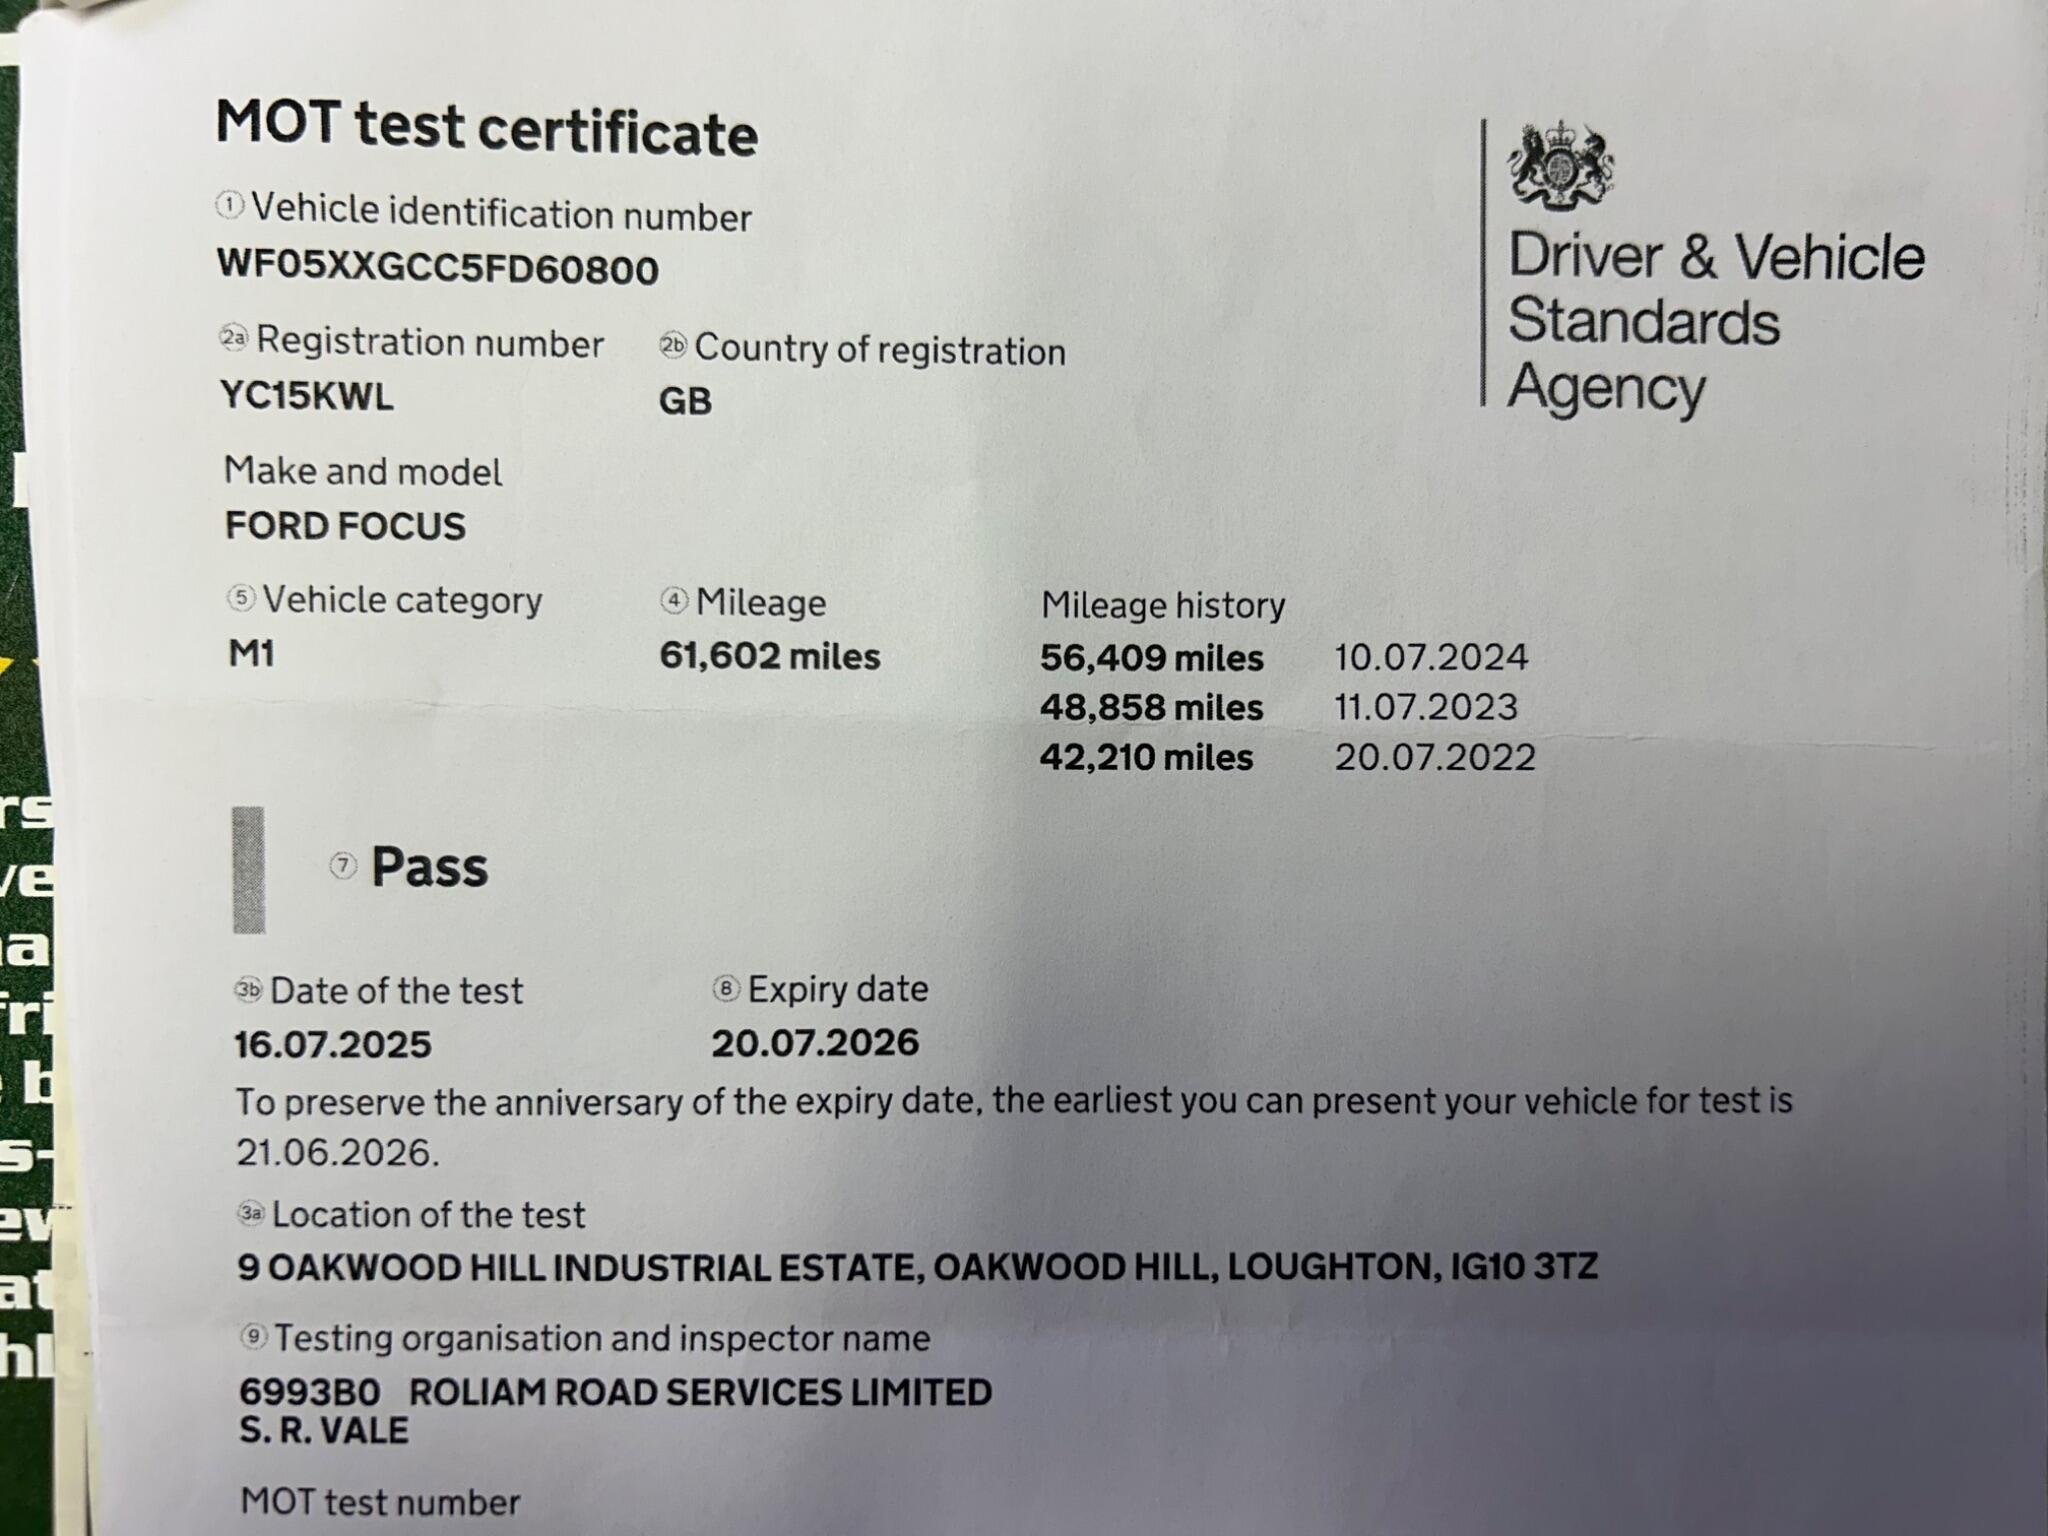 MOT test certificate
1 Vehicle identification number
WF05XXGCC5FD60800
2a Registration number 2b Country of registration
YC15KWL GB
Make and model
FORD FOCUS
5 Vehicle category 4 Mileage Mileage history
M1 61,602 miles 56,409 miles 10.07.2024
48,858 miles 11.07.2023
42,210 miles 20.07.2022
7 Pass
3b Date of the test 8 Expiry date
16.07.2025 20.07.2026
To preserve the anniversary of the expiry date, the earliest you can present your vehicle for test is
21.06.2026.
3a Location of the test
9 OAKWOOD HILL INDUSTRIAL ESTATE, OAKWOOD HILL, LOUGHTON, IG10 3TZ
9 Testing organisation and inspector name
6993B0 ROLIAM ROAD SERVICES LIMITED
S. R. VALE
MOT test number
Driver & Vehicle
Standards
Agency